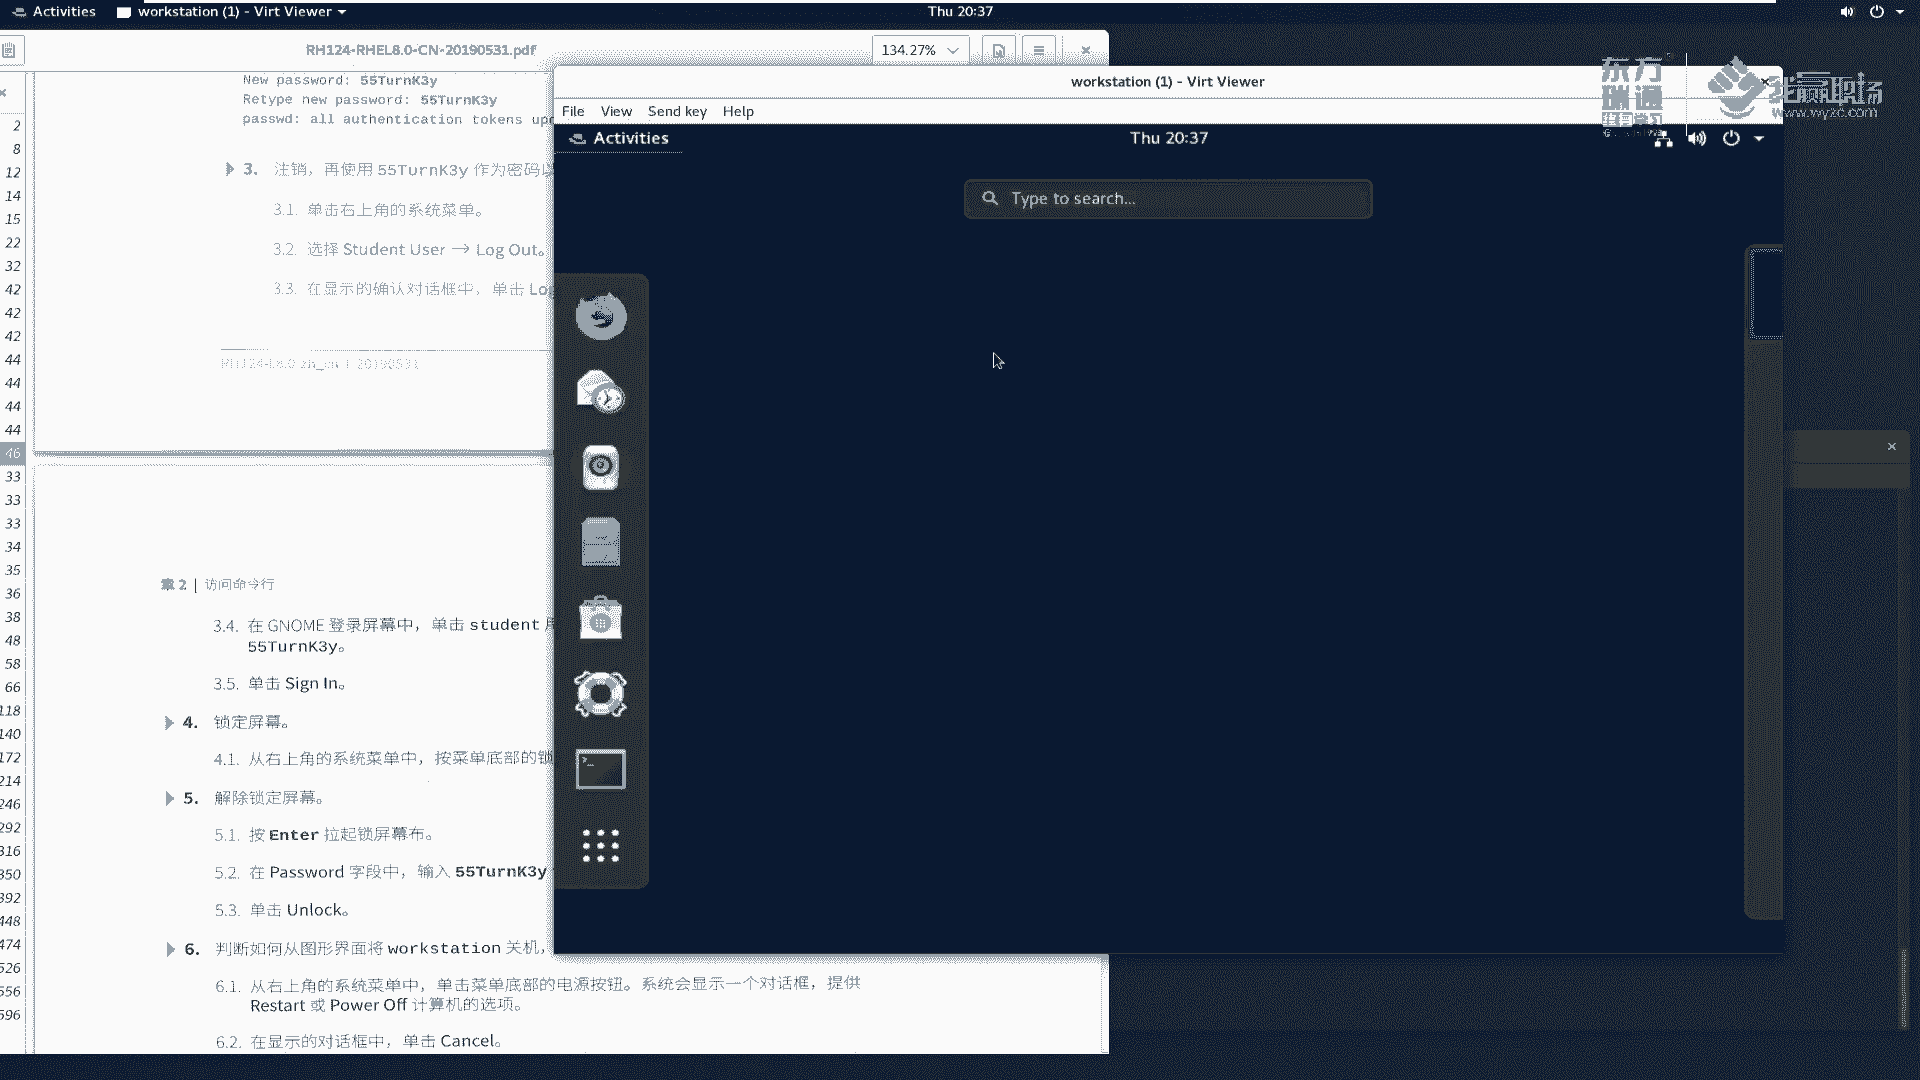 Activities
workstation (1) - Virt Viewer
Thu 20:37
RH124-RHEL8.0-CN-20190531.pdf
134.27%
New password: 55TurnK3y
Retype new password: 55TurnK3y
passwd: all authentication tokens upd
3. 注销，再使用 55TurnK3y 作为密码以
3.1. 单击右上角的系统菜单。
3.2. 选择 Student User → Log Out。
3.3. 在显示的确认对话框中，单击 Log
RH124-L8.0-zh_cn-1-20190531
章 2 | 访问命令行
3.4. 在 GNOME 登录屏幕中，单击 student 用
55TurnK3y。
3.5. 单击 Sign In。
4. 锁定屏幕。
4.1. 从右上角的系统菜单中，按菜单底部的锁
5. 解除锁定屏幕。
5.1. 按 Enter 拉起锁屏幕布。
5.2. 在 Password 字段中，输入 55TurnK3y
5.3. 单击 Unlock。
6. 判断如何从图形界面将 workstation 关机，
6.1. 从右上角的系统菜单中，单击菜单底部的电源按钮。系统会显示一个对话框，提供
Restart 或 Power Off 计算机的选项。
6.2. 在显示的对话框中，单击 Cancel。
2
8
12
14
15
22
32
42
42
42
44
44
44
44
46
33
33
33
34
35
36
38
48
58
66
118
140
172
214
246
292
316
350
392
448
474
526
556
596
workstation (1) - Virt Viewer
File View Send key Help
Activities
Thu 20:37
Type to search...
东方
瑞通
终身学习
我赢职场
www.wyzc.com